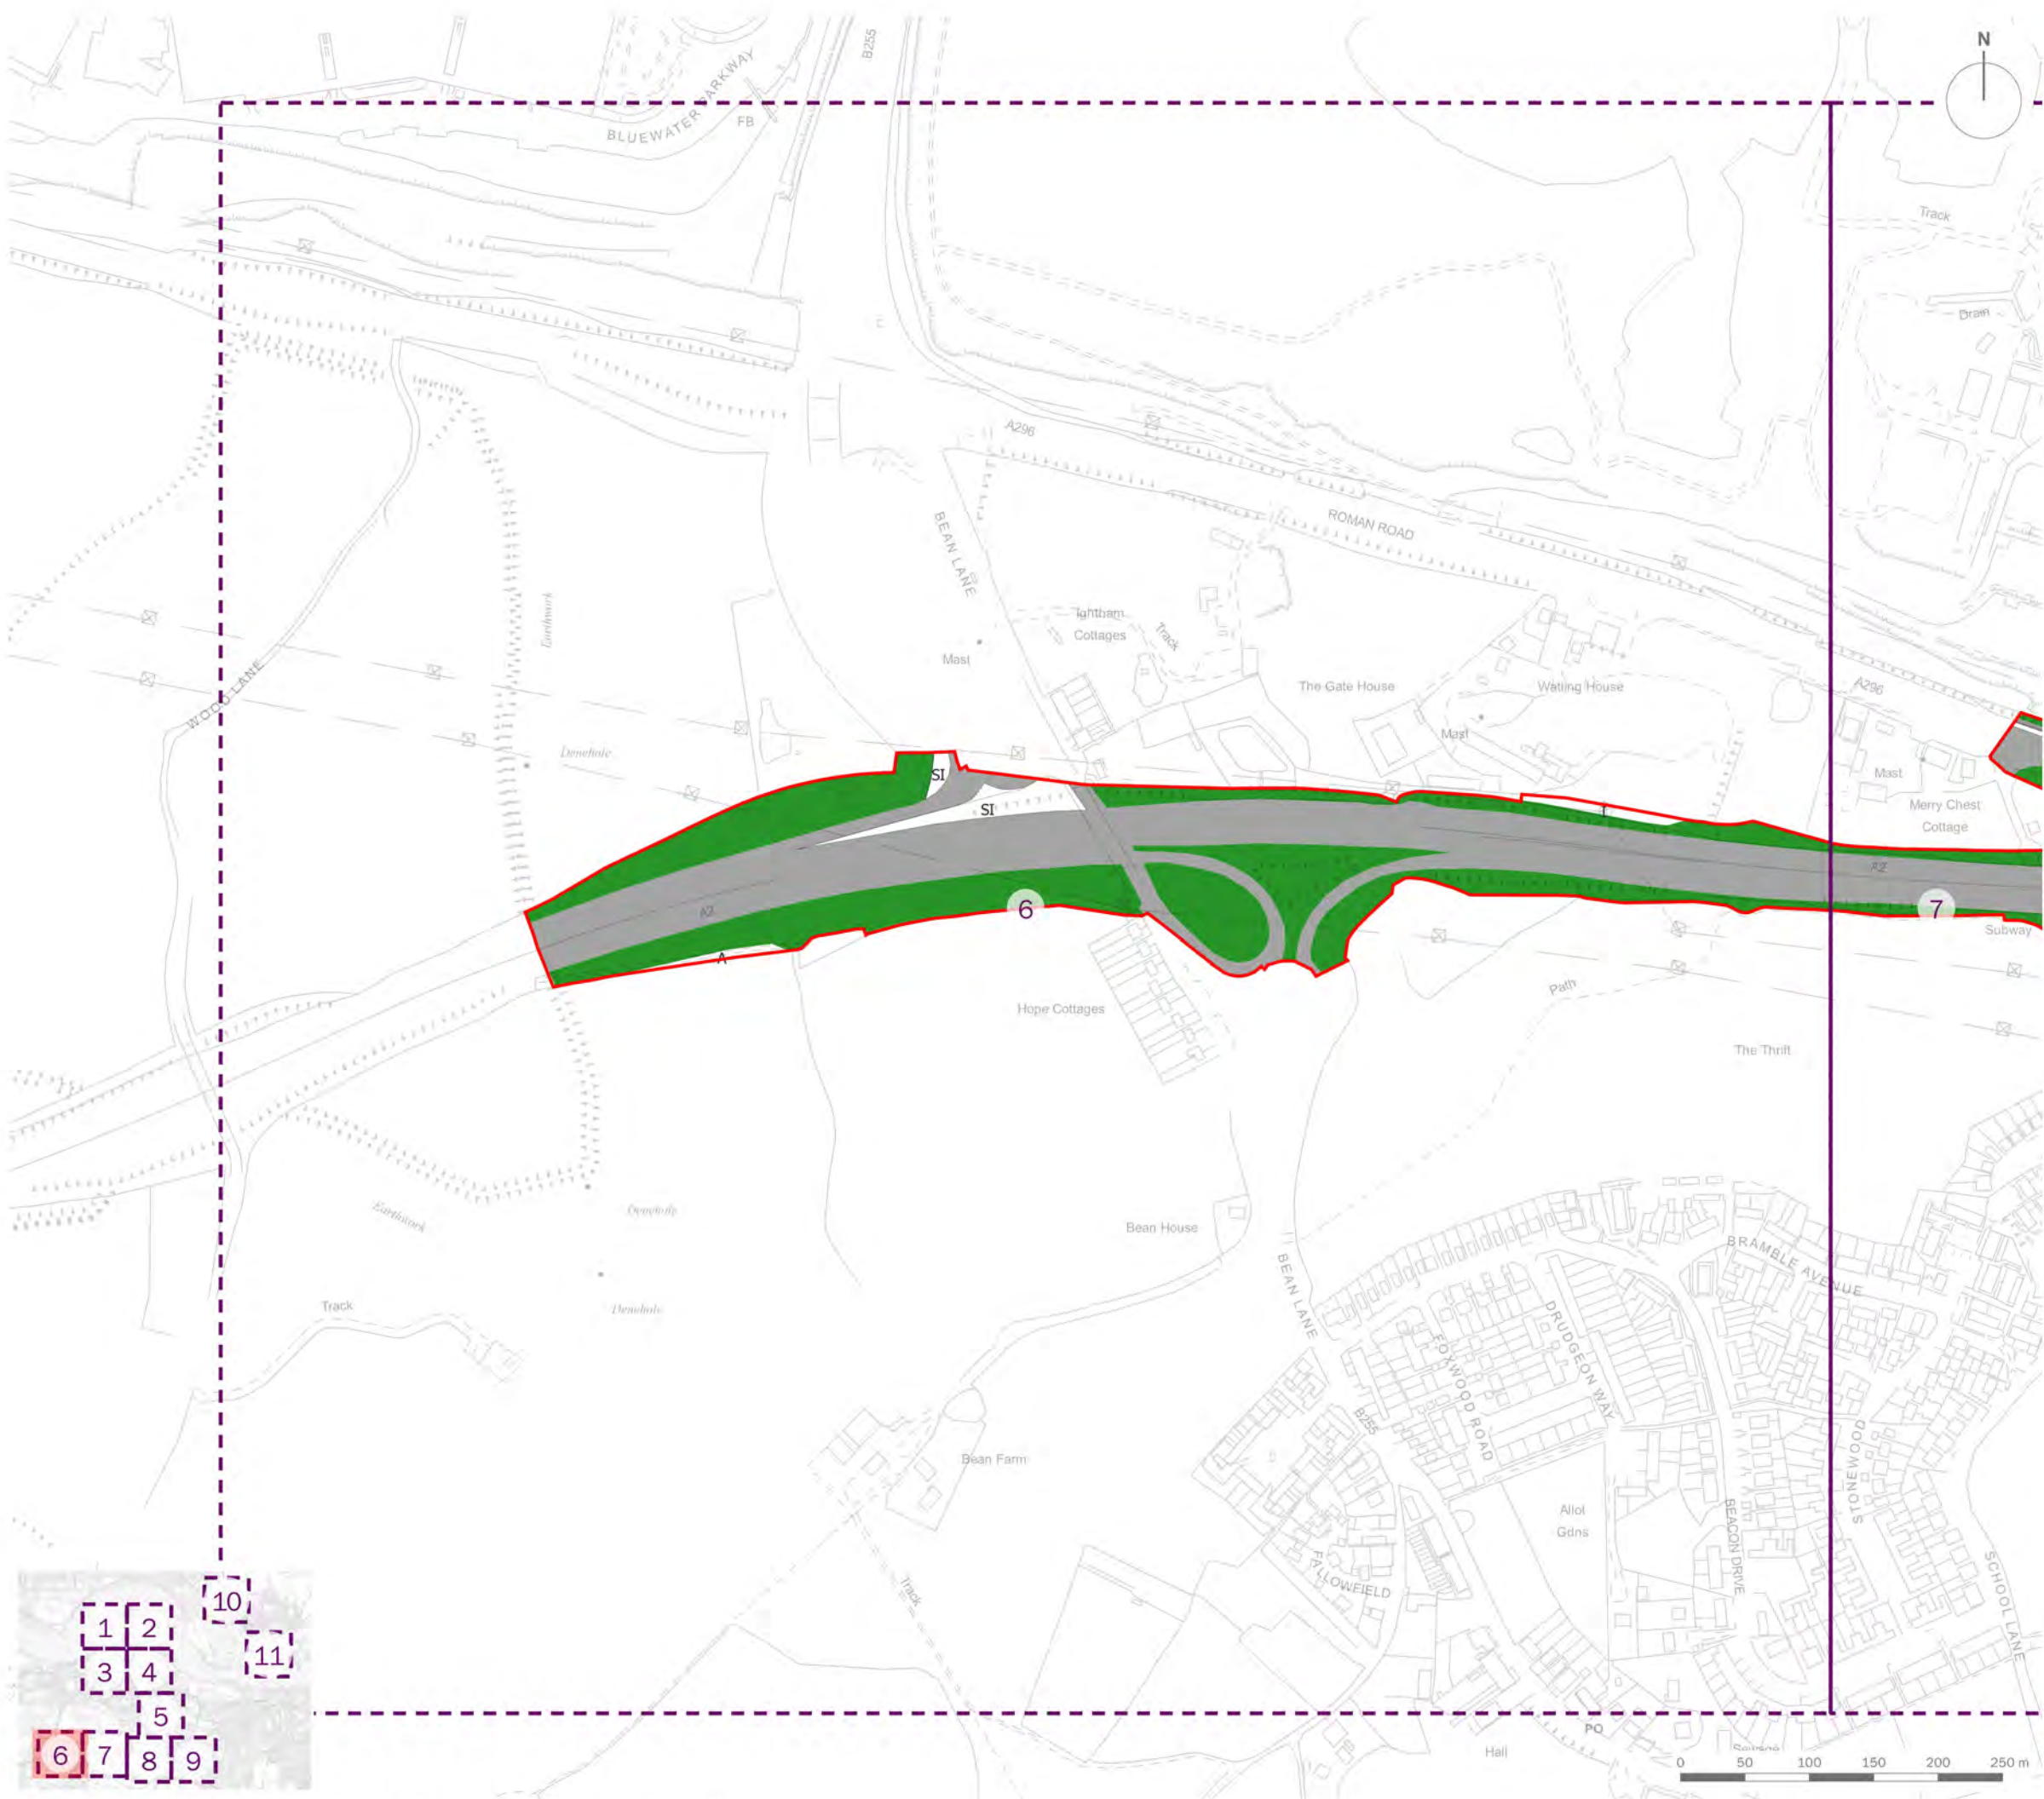 N
B255
BLUEWATER PARKWAY
FB
Track
Drain
A296
ROMAN ROAD
BEAN LANE
Earthwork
Ightham
Cottages
Track
Mast
The Gate House
Watling House
WOOD LANE
A296
Mast
Denehole
SI
SI
I
Mast
Merry Chest
Cottage
A2
A2
6
7
Subway
A
Hope Cottages
Path
The Thrift
Earthwork
Denehole
Bean House
BEAN LANE
BRAMBLE AVENUE
Track
Denehole
FOXWOOD ROAD
DRUDGEON WAY
B255
Bean Farm
STONEWOOD
Allot
Gdns
BEACON DRIVE
SCHOOL LANE
FALLOWFIELD
Track
10
1 2
11
3 4
5
6 7 8 9
PO
Hall
0 50 100 150 200 250 m